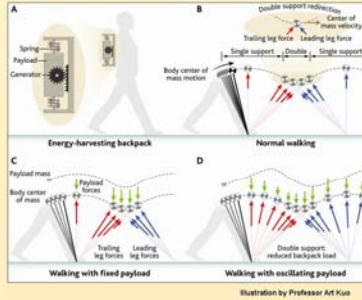 A
Spring
Payload
Generator
Energy-harvesting backpack
B
Double support redirection
Center of
mass velocity
Trailing leg force
Leading leg force
Single support
Double
Single support
Body center of
mass motion
Normal walking
C
Payload mass
Body center
of mass
Payload
forces
Trailing
leg forces
Leading
leg forces
Walking with fixed payload
D
Double support:
reduced backpack load
Walking with oscillating payload
Illustration by Professor Art Kuo